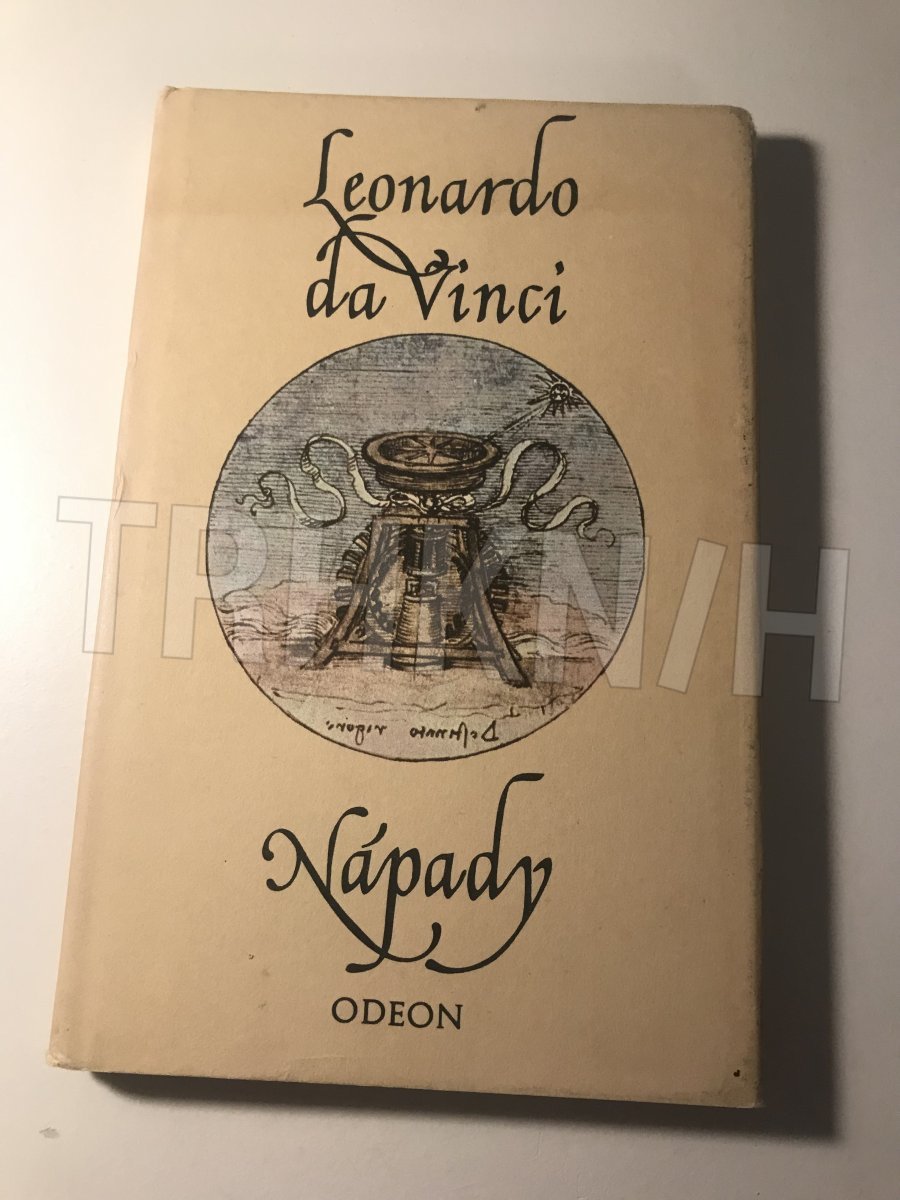 Leonardo
da Vinci
Nápady
ODEON